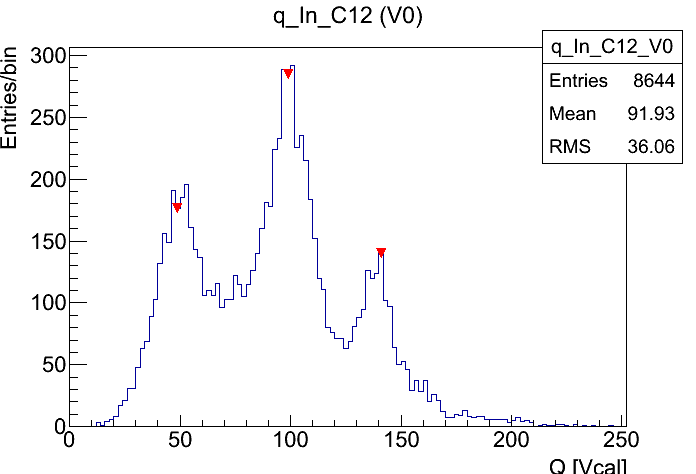 q_In_C12 (V0)
q_In_C12_V0
Entries 8644
Mean 91.93
RMS 36.06
Entries/bin
300
250
200
150
100
50
0
0 50 100 150 200 250
Q [Vcal]